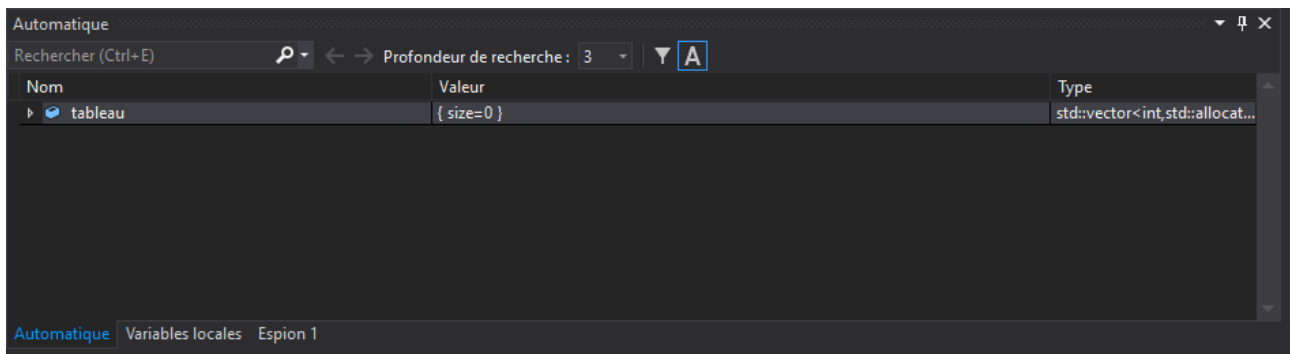 Automatique
Rechercher (Ctrl+E) Profondeur de recherche : 3 A
Nom Valeur Type
tableau { size=0 } std::vector<int,std::allocat...
Automatique Variables locales Espion 1